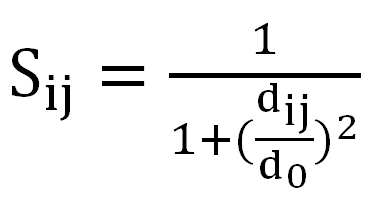 S_ij = 1 / (1+(d_ij / d_0)^2)